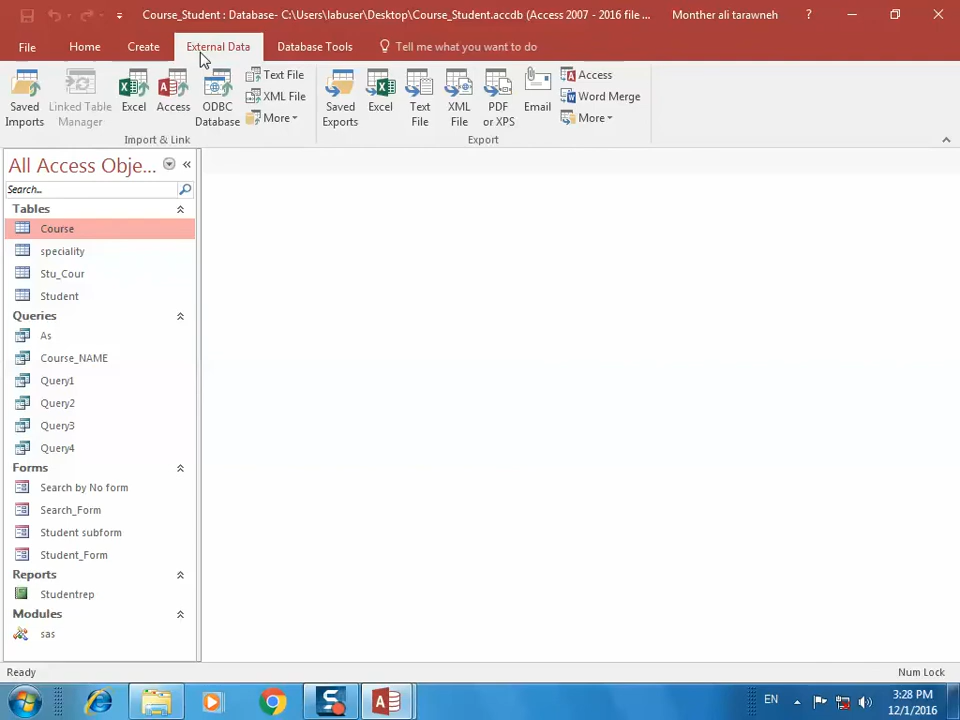 Course_Student : Database- C:\Users\labuser\Desktop\Course_Student.accdb (Access 2007 - 2016 file ...
Monther ali tarawneh
?
File
Home
Create
External Data
Database Tools
Tell me what you want to do
Saved Imports
Linked Table Manager
Excel
Access
ODBC Database
Text File
XML File
More
Import & Link
Saved Exports
Excel
Text File
XML File
PDF or XPS
Email
Access
Word Merge
More
Export
All Access Obje...
Search...
Tables
Course
speciality
Stu_Cour
Student
Queries
As
Course_NAME
Query1
Query2
Query3
Query4
Forms
Search by No form
Search_Form
Student subform
Student_Form
Reports
Studentrep
Modules
sas
Ready
Num Lock
EN
3:28 PM
12/1/2016